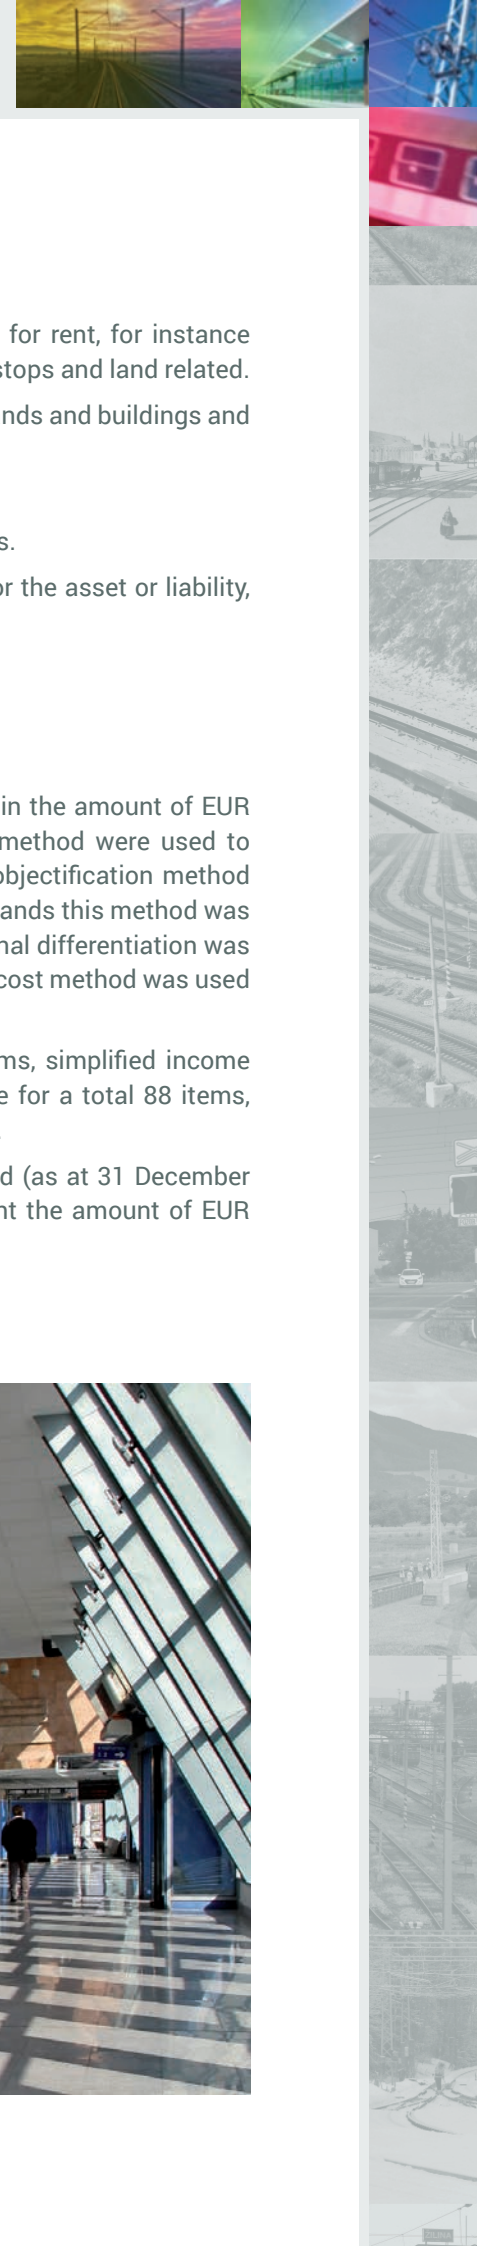 for rent, for instance
stops and land related.
nds and buildings and
s.
or the asset or liability,
in the amount of EUR
method were used to
objectification method
ands this method was
nal differentiation was
cost method was used
ms, simplified income
e for a total 88 items,
d (as at 31 December
nt the amount of EUR
ŽILINA